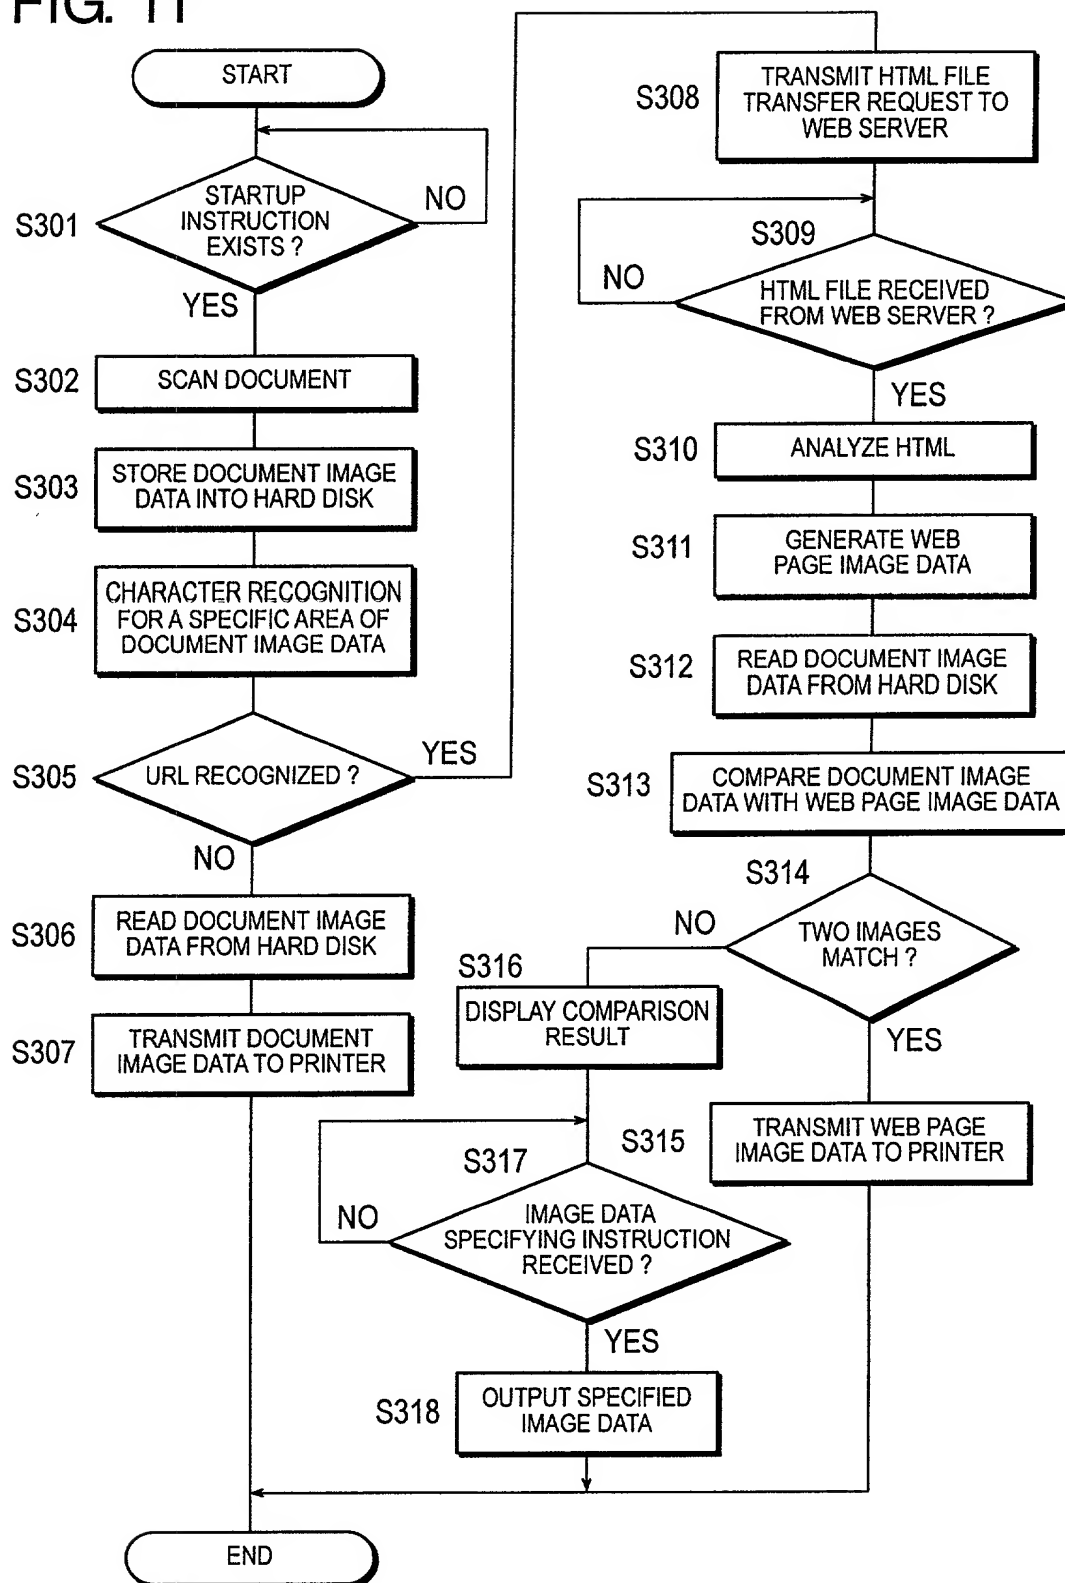 FIG. 11
START
S301
STARTUP
INSTRUCTION
EXISTS ?
NO
YES
S302
SCAN DOCUMENT
S303
STORE DOCUMENT IMAGE
DATA INTO HARD DISK
S304
CHARACTER RECOGNITION
FOR A SPECIFIC AREA OF
DOCUMENT IMAGE DATA
S305
URL RECOGNIZED ?
YES
NO
S306
READ DOCUMENT IMAGE
DATA FROM HARD DISK
S307
TRANSMIT DOCUMENT
IMAGE DATA TO PRINTER
S308
TRANSMIT HTML FILE
TRANSFER REQUEST TO
WEB SERVER
S309
NO
HTML FILE RECEIVED
FROM WEB SERVER ?
YES
S310
ANALYZE HTML
S311
GENERATE WEB
PAGE IMAGE DATA
S312
READ DOCUMENT IMAGE
DATA FROM HARD DISK
S313
COMPARE DOCUMENT IMAGE
DATA WITH WEB PAGE IMAGE DATA
S314
NO
TWO IMAGES
MATCH ?
YES
S316
DISPLAY COMPARISON
RESULT
S315
TRANSMIT WEB PAGE
IMAGE DATA TO PRINTER
S317
NO
IMAGE DATA
SPECIFYING INSTRUCTION
RECEIVED ?
YES
S318
OUTPUT SPECIFIED
IMAGE DATA
END